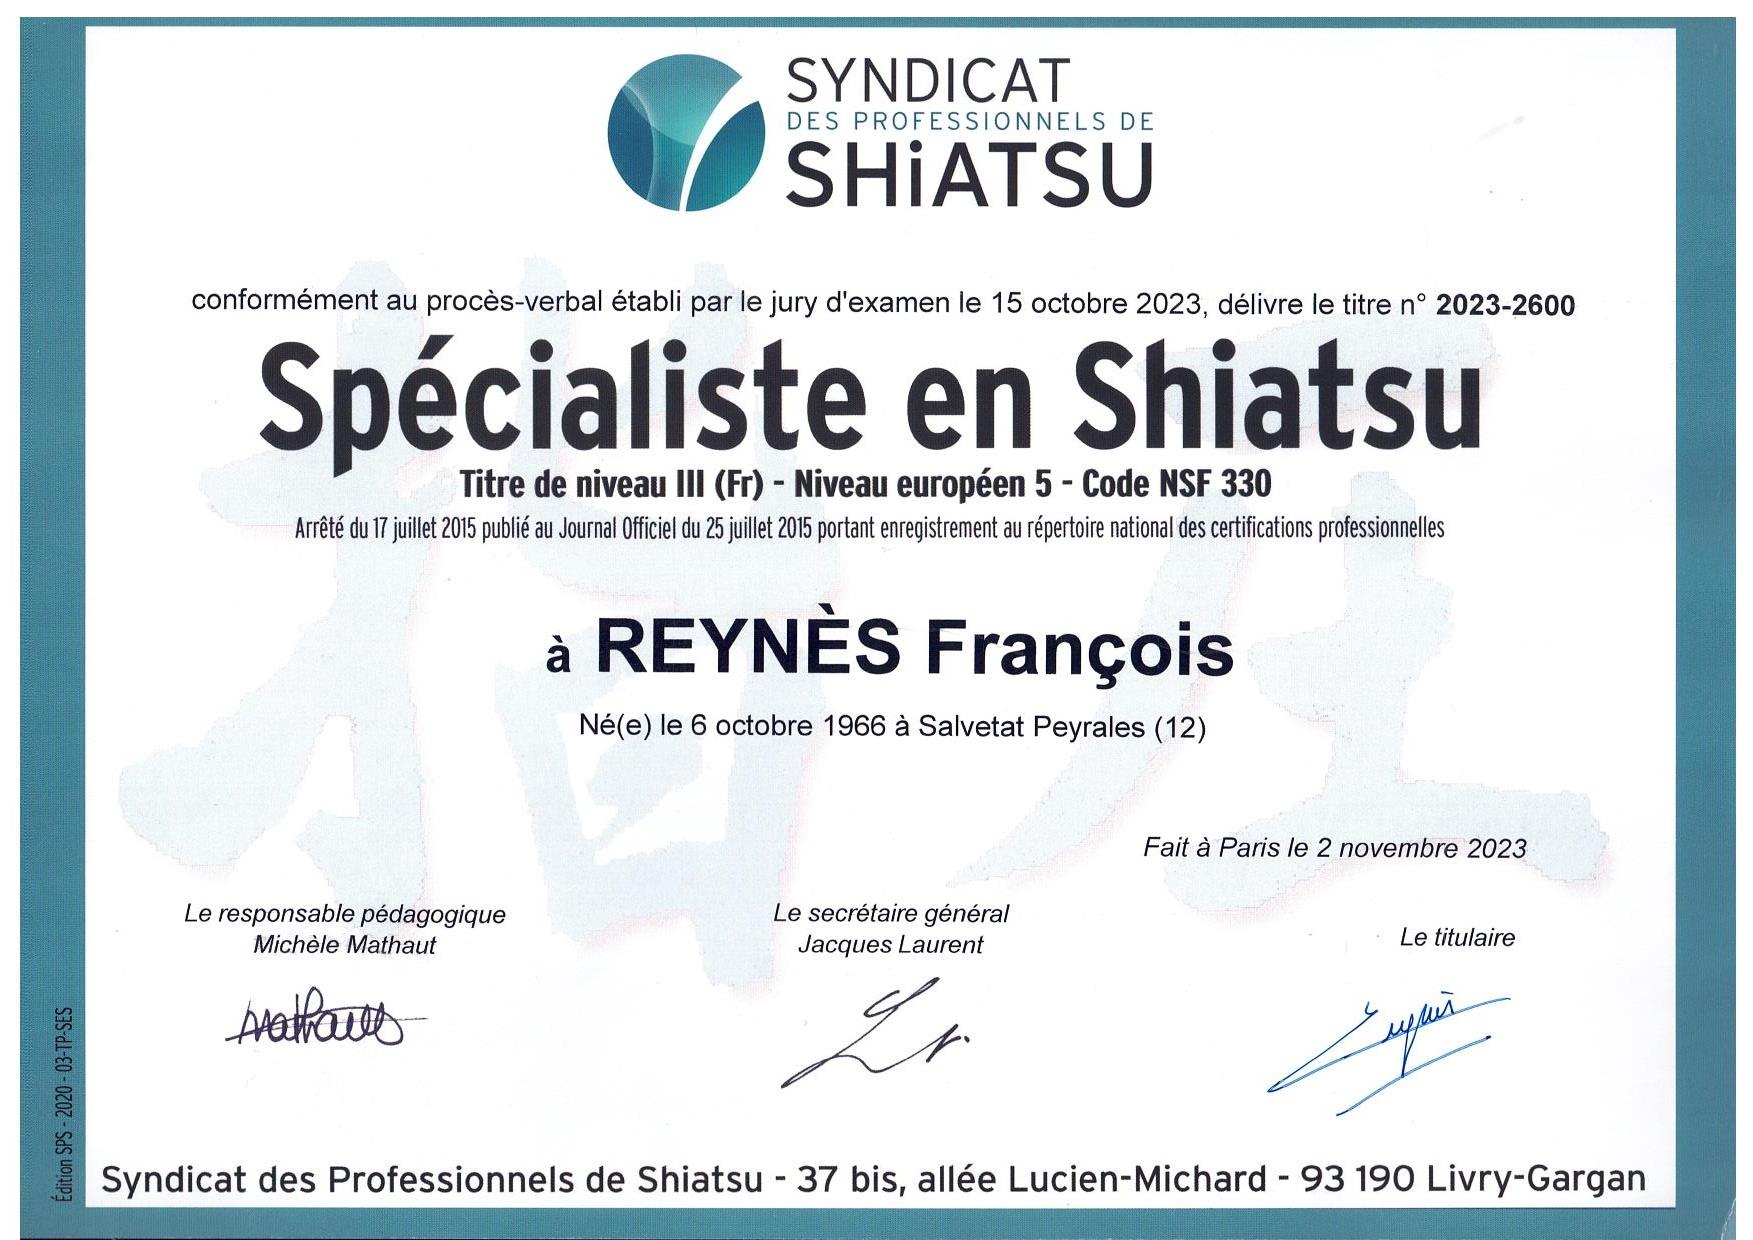 SYNDICAT
DES PROFESSIONNELS DE
SHiATSU
conformément au procès-verbal établi par le jury d'examen le 15 octobre 2023, délivre le titre n° 2023-2600
Spécialiste en Shiatsu
Titre de niveau III (Fr) - Niveau européen 5 - Code NSF 330
Arrêté du 17 juillet 2015 publié au Journal Officiel du 25 juillet 2015 portant enregistrement au répertoire national des certifications professionnelles
à REYNÈS François
Né(e) le 6 octobre 1966 à Salvetat Peyrales (12)
Fait à Paris le 2 novembre 2023
Le responsable pédagogique
Michèle Mathaut
Le secrétaire général
Jacques Laurent
Le titulaire
Édition SPS - 2020 - 03-TP-SES
Syndicat des Professionnels de Shiatsu - 37 bis, allée Lucien-Michard - 93 190 Livry-Gargan